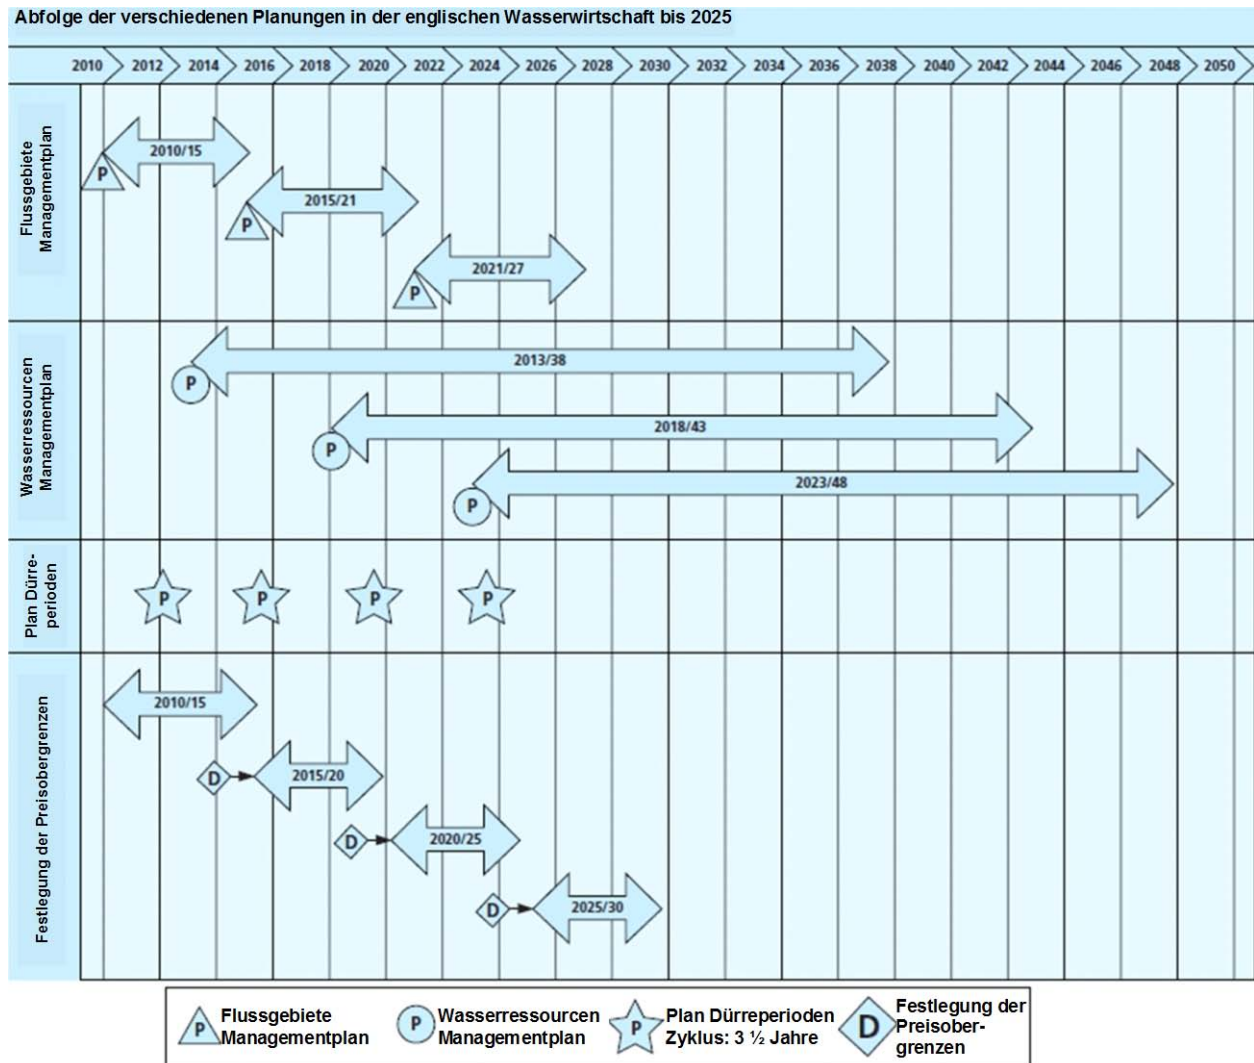 Abfolge der verschiedenen Planungen in der englischen Wasserwirtschaft bis 2025
2010 2012 2014 2016 2018 2020 2022 2024 2026 2028 2030 2032 2034 2036 2038 2040 2042 2044 2046 2048 2050
Flussgebiete
Managementplan
2010/15
P
2015/21
P
2021/27
P
Wasserressourcen
Managementplan
2013/38
P
2018/43
P
2023/48
P
Plan Dürre-
perioden
P P P P
Festlegung der Preisobergrenzen
2010/15
D 2015/20
D 2020/25
D 2025/30
P Flussgebiete
Managementplan
P Wasserressourcen
Managementplan
P Plan Dürreperioden
Zyklus: 3 ½ Jahre
D Festlegung der
Preisober-
grenzen